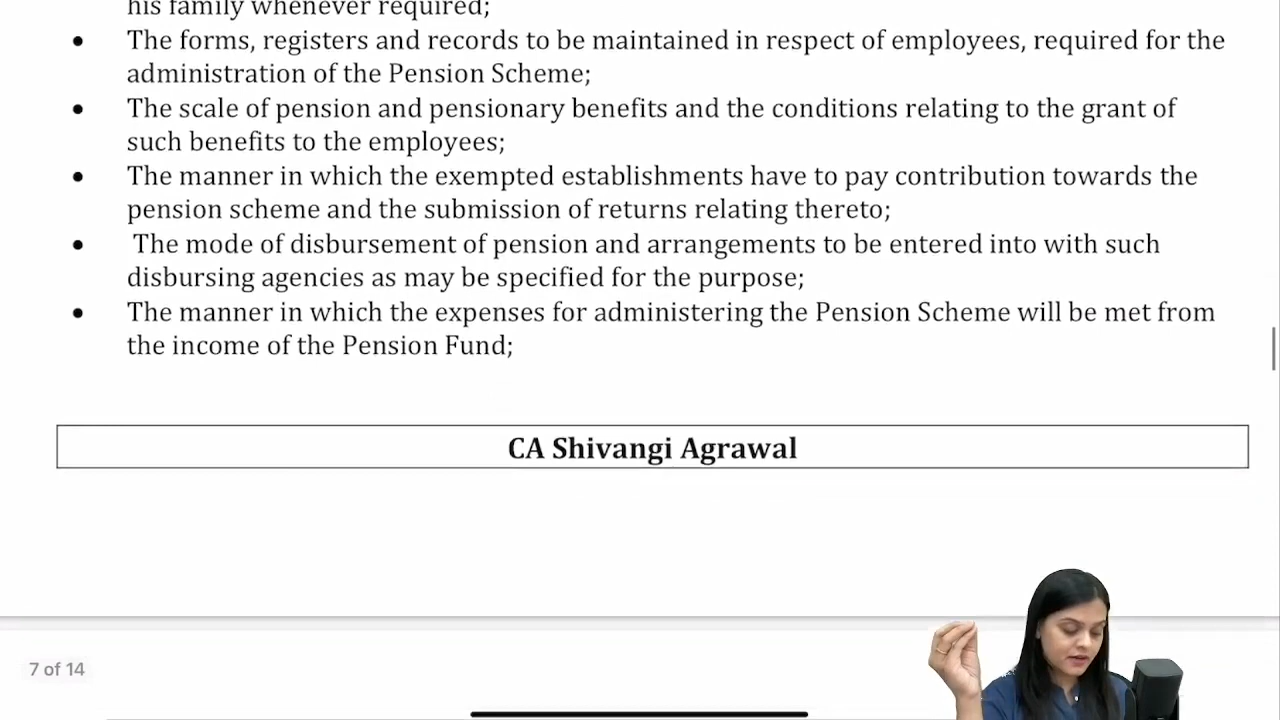 his family whenever required;
• The forms, registers and records to be maintained in respect of employees, required for the
administration of the Pension Scheme;
• The scale of pension and pensionary benefits and the conditions relating to the grant of
such benefits to the employees;
• The manner in which the exempted establishments have to pay contribution towards the
pension scheme and the submission of returns relating thereto;
• The mode of disbursement of pension and arrangements to be entered into with such
disbursing agencies as may be specified for the purpose;
• The manner in which the expenses for administering the Pension Scheme will be met from
the income of the Pension Fund;
CA Shivangi Agrawal
7 of 14